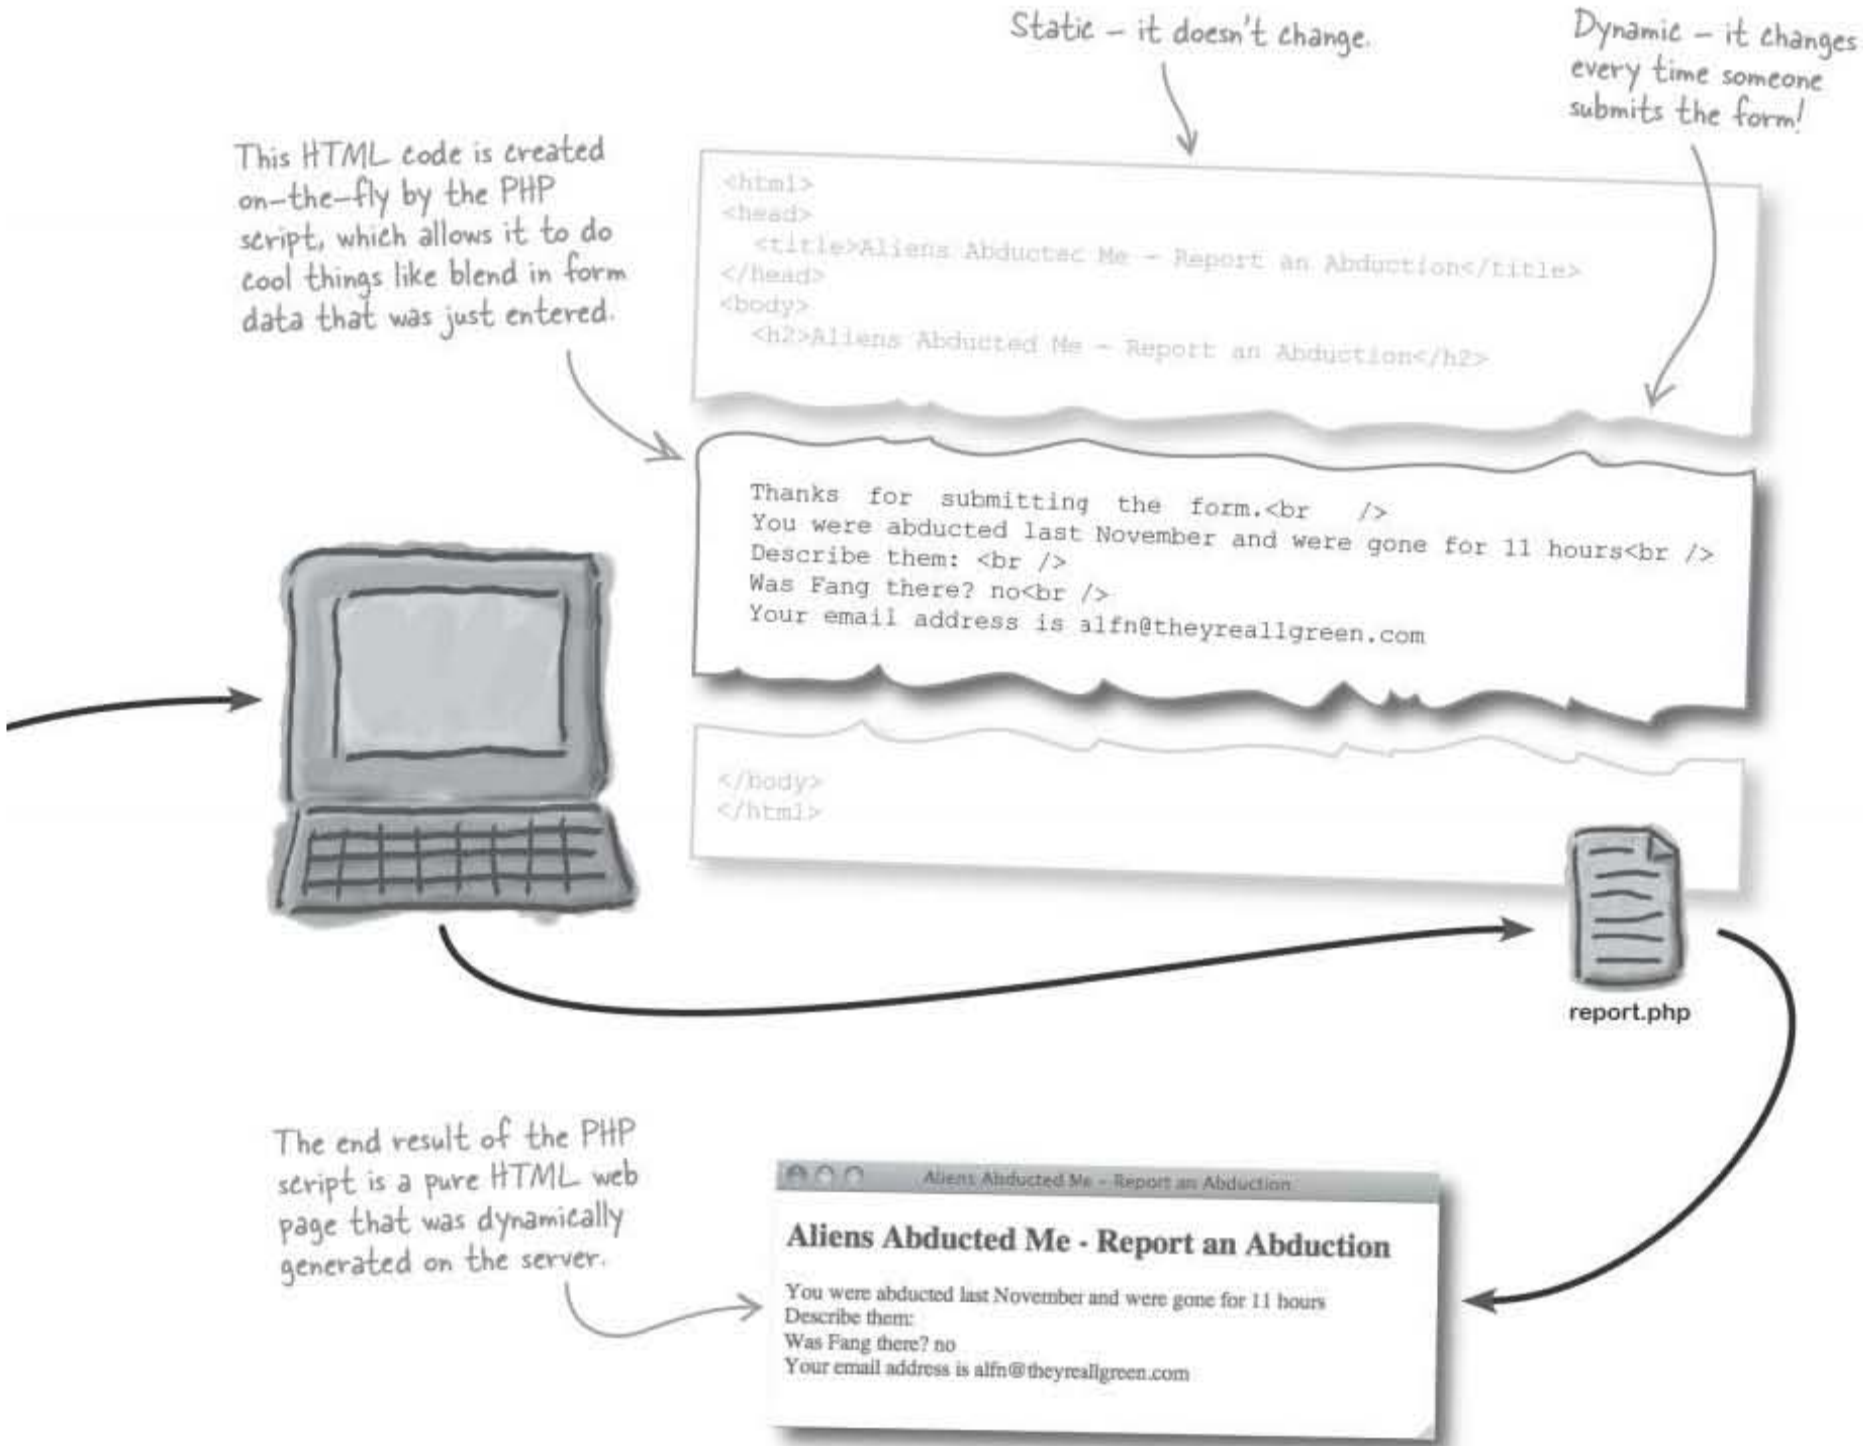 Static – it doesn't change.
Dynamic – it changes
every time someone
submits the form!
This HTML code is created
on-the-fly by the PHP
script, which allows it to do
cool things like blend in form
data that was just entered.
<html>
<head>
<title>Aliens Abducted Me - Report an Abduction</title>
</head>
<body>
<h2>Aliens Abducted Me - Report an Abduction</h2>
Thanks for submitting the form.<br />
You were abducted last November and were gone for 11 hours<br />
Describe them: <br />
Was Fang there? no<br />
Your email address is alfn@theyreallgreen.com
</body>
</html>
report.php
The end result of the PHP
script is a pure HTML web
page that was dynamically
generated on the server.
Aliens Abducted Me - Report an Abduction
Aliens Abducted Me - Report an Abduction
You were abducted last November and were gone for 11 hours
Describe them:
Was Fang there? no
Your email address is alfn@theyreallgreen.com